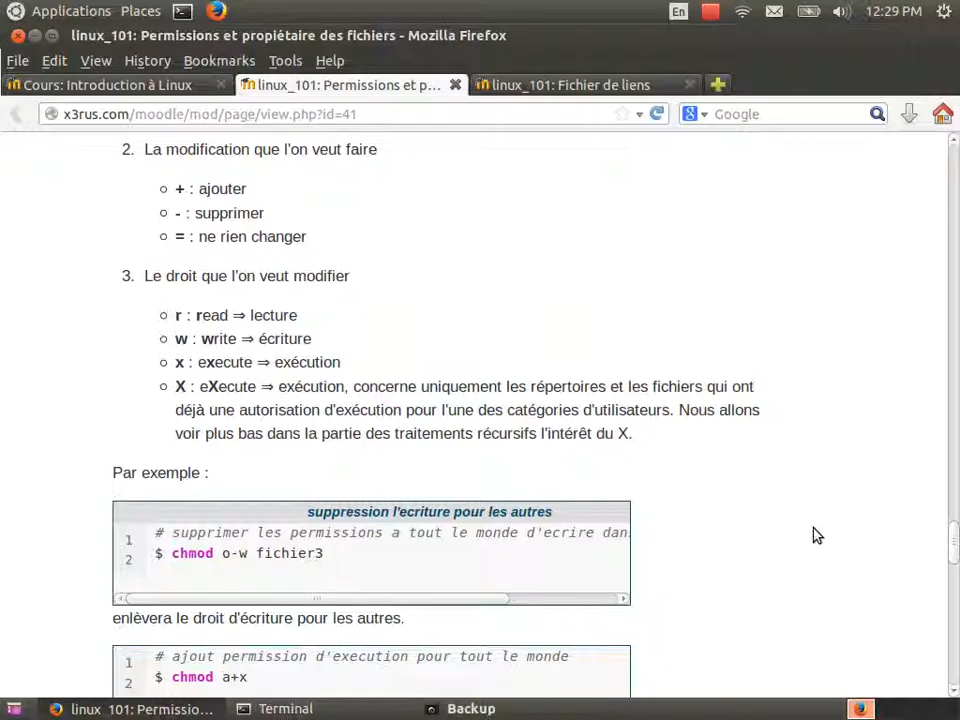 Applications Places En 12:29 PM
linux_101: Permissions et propiétaire des fichiers - Mozilla Firefox
File Edit View History Bookmarks Tools Help
Cours: Introduction à Linux linux_101: Permissions et p... linux_101: Fichier de liens
x3rus.com/moodle/mod/page/view.php?id=41 Google
2. La modification que l'on veut faire
+ : ajouter
- : supprimer
= : ne rien changer
3. Le droit que l'on veut modifier
r : read ⇒ lecture
w : write ⇒ écriture
x : execute ⇒ exécution
X : eXecute ⇒ exécution, concerne uniquement les répertoires et les fichiers qui ont
déjà une autorisation d'exécution pour l'une des catégories d'utilisateurs. Nous allons
voir plus bas dans la partie des traitements récursifs l'intérêt du X.
Par exemple :
suppression l'ecriture pour les autres
1 # supprimer les permissions a tout le monde d'ecrire dan
2 $ chmod o-w fichier3
enlèvera le droit d'écriture pour les autres.
1 # ajout permission d'execution pour tout le monde
2 $ chmod a+x
linux_101: Permissio... Terminal Backup